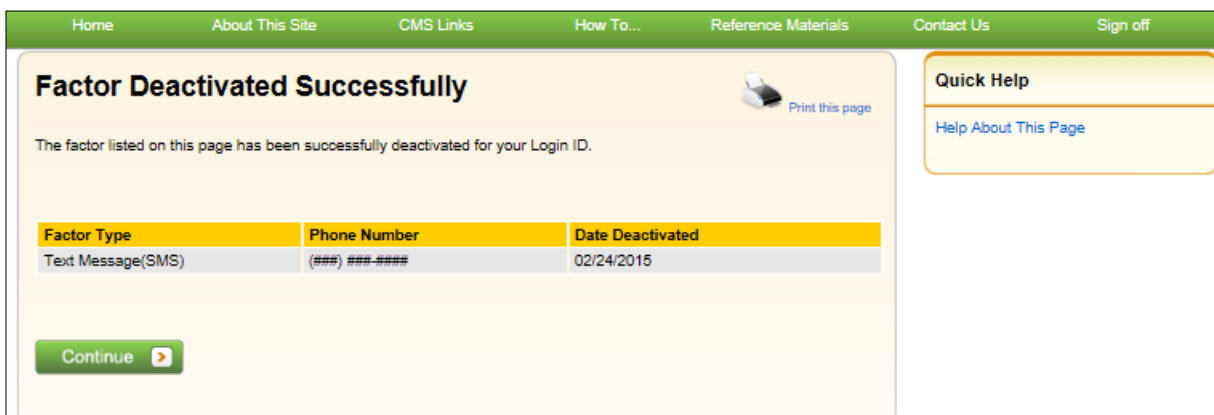 Home About This Site CMS Links How To... Reference Materials Contact Us Sign off
Factor Deactivated Successfully
Print this page
The factor listed on this page has been successfully deactivated for your Login ID.
Factor Type Phone Number Date Deactivated
Text Message(SMS) (###) ###-#### 02/24/2015
Continue
Quick Help
Help About This Page